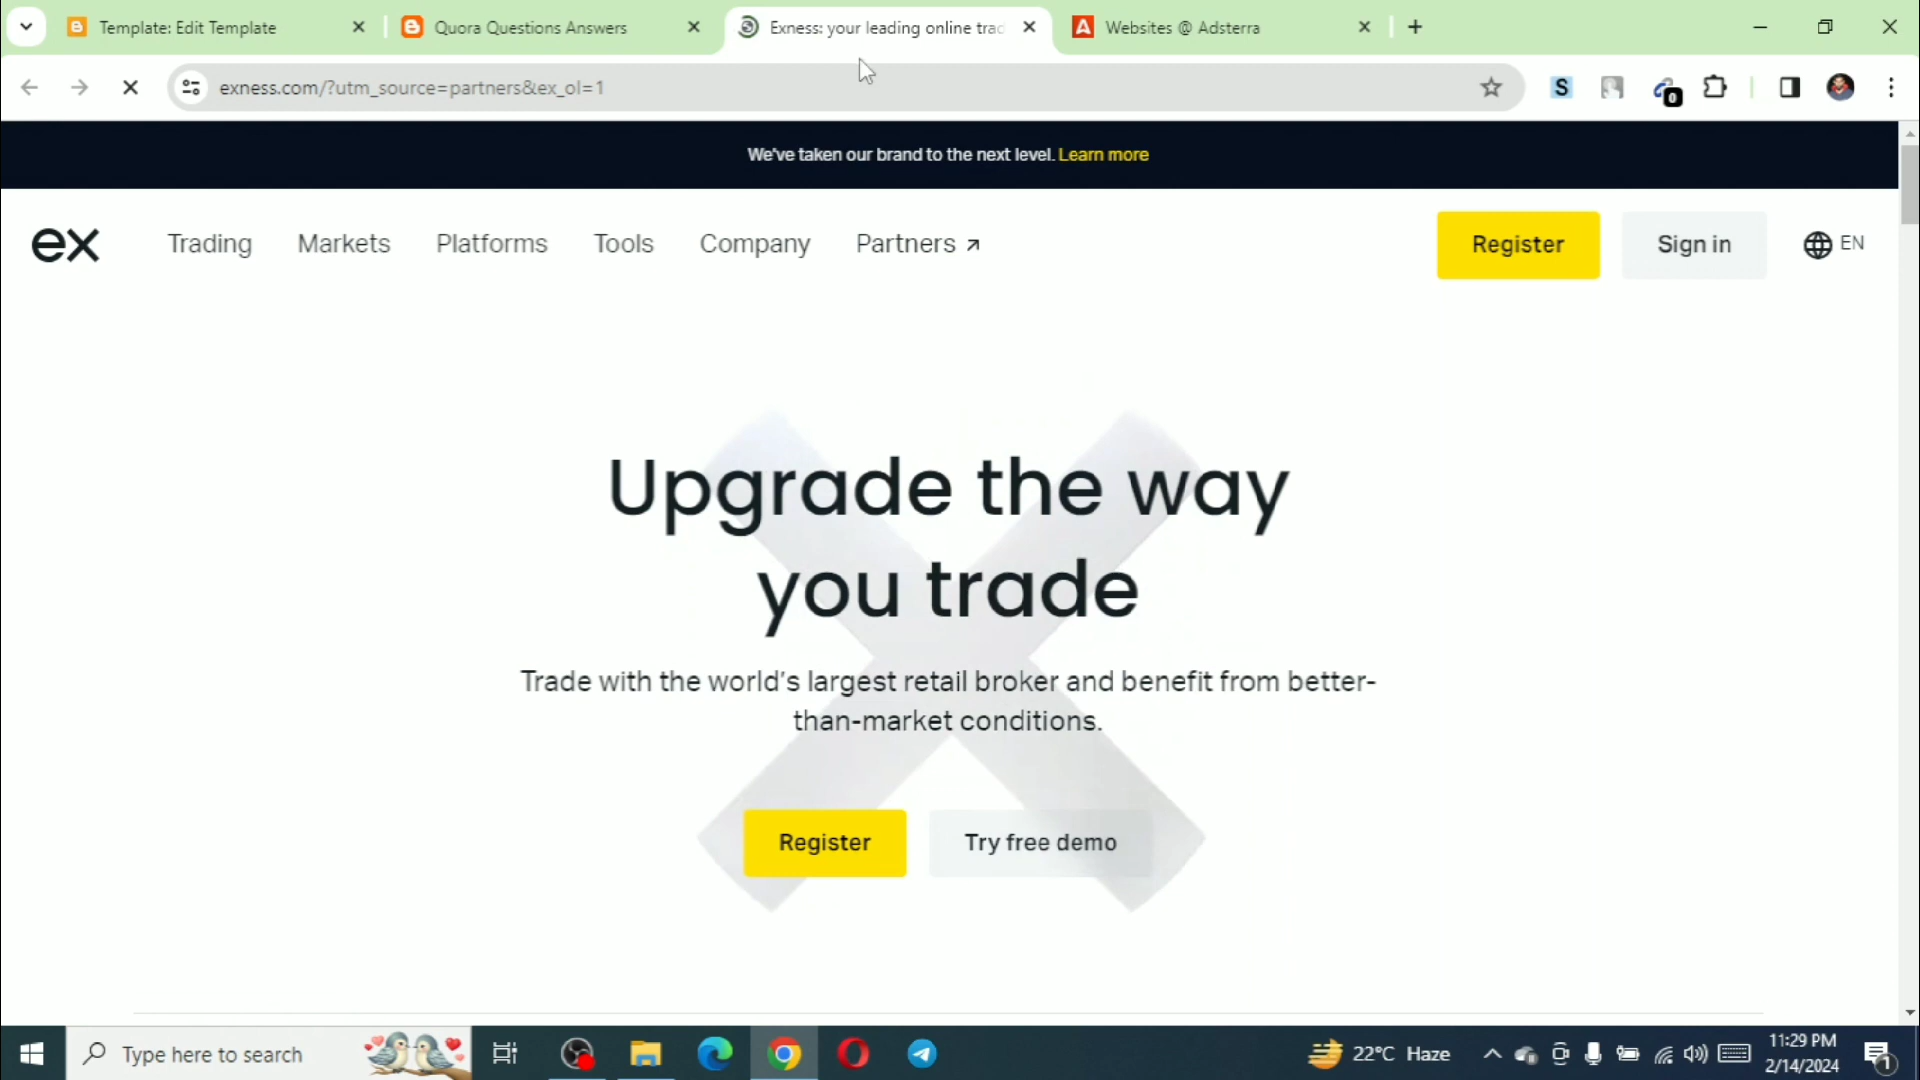 Template: Edit Template
Quora Questions Answers
Exness: your leading online trad
Websites @ Adsterra
exness.com/?utm_source=partners&ex_ol=1
S
0
We've taken our brand to the next level. Learn more
ex
Trading
Markets
Platforms
Tools
Company
Partners
Register
Sign in
EN
Upgrade the way
you trade
Trade with the world's largest retail broker and benefit from better-
than-market conditions.
Register
Try free demo
Type here to search
22°C Haze
11:29 PM
2/14/2024
1